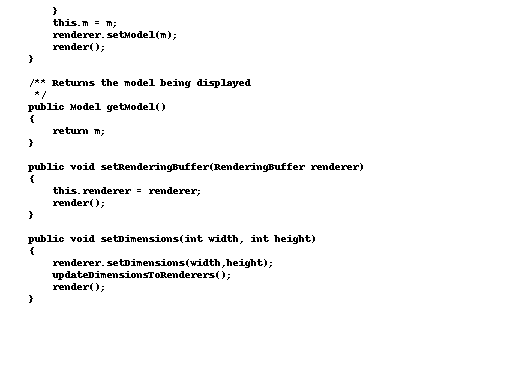 }
this.m = m;
renderer.setModel(m);
render();
}
/** Returns the model being displayed
*/
public Model getModel()
{
return m;
}
public void setRenderingBuffer(RenderingBuffer renderer)
{
this.renderer = renderer;
render();
}
public void setDimensions(int width, int height)
{
renderer.setDimensions(width,height);
updateDimensionsToRenderers();
render();
}